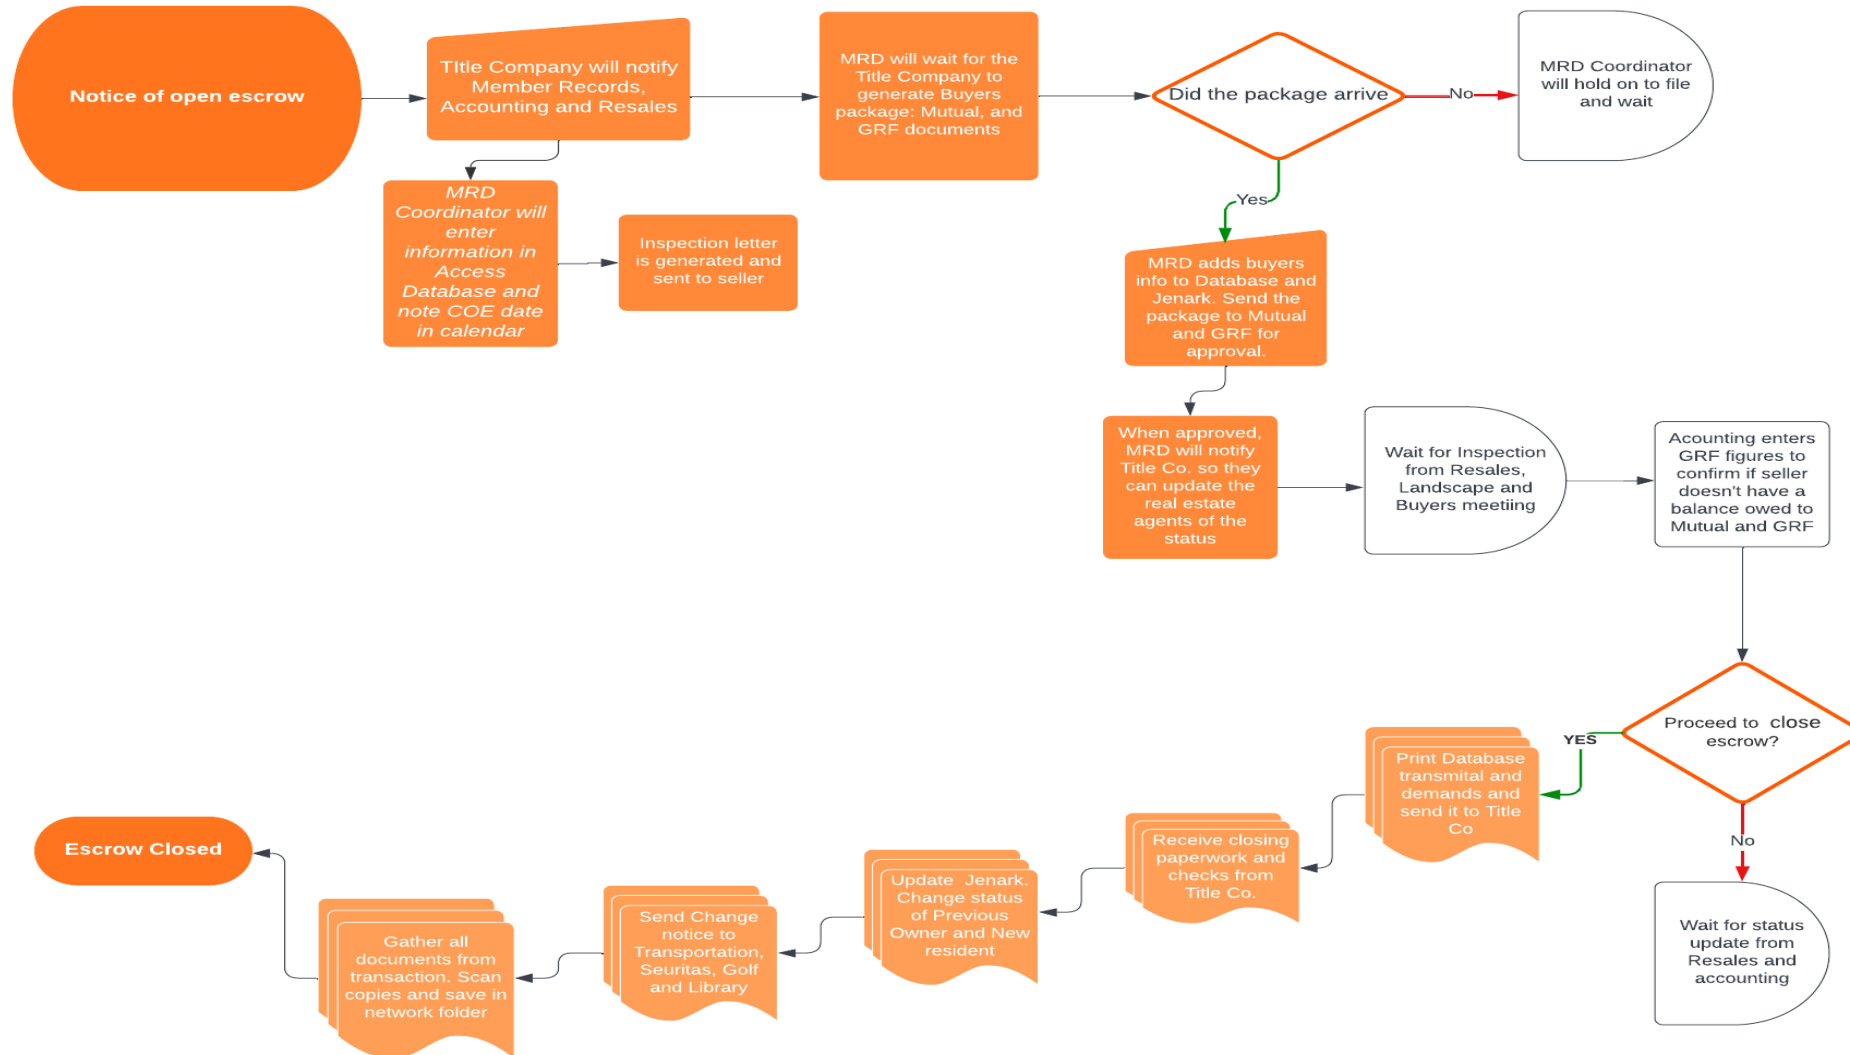 Notice of open escrow
TItle Company will notify
Member Records,
Accounting and Resales
MRD will wait for the
Title Company to
generate Buyers
package: Mutual, and
GRF documents
Did the package arrive
No
MRD Coordinator
will hold on to file
and wait
MRD
Coordinator will
enter
information in
Access
Database and
note COE date
in calendar
Inspection letter
is generated and
sent to seller
Yes
MRD adds buyers
info to Database and
Jenark. Send the
package to Mutual
and GRF for
approval.
When approved,
MRD will notify
Title Co. so they
can update the
real estate
agents of the
status
Wait for Inspection
from Resales,
Landscape and
Buyers meetiing
Acounting enters
GRF figures to
confirm if seller
doesn't have a
balance owed to
Mutual and GRF
Proceed to close
escrow?
YES
No
Wait for status
update from
Resales and
accounting
Print Database
transmital and
demands and
send it to Title
Co
Receive closing
paperwork and
checks from
Title Co.
Update Jenark.
Change status
of Previous
Owner and New
resident
Send Change
notice to
Transportation,
Seuritas, Golf
and Library
Gather all
documents from
transaction. Scan
copies and save in
network folder
Escrow Closed